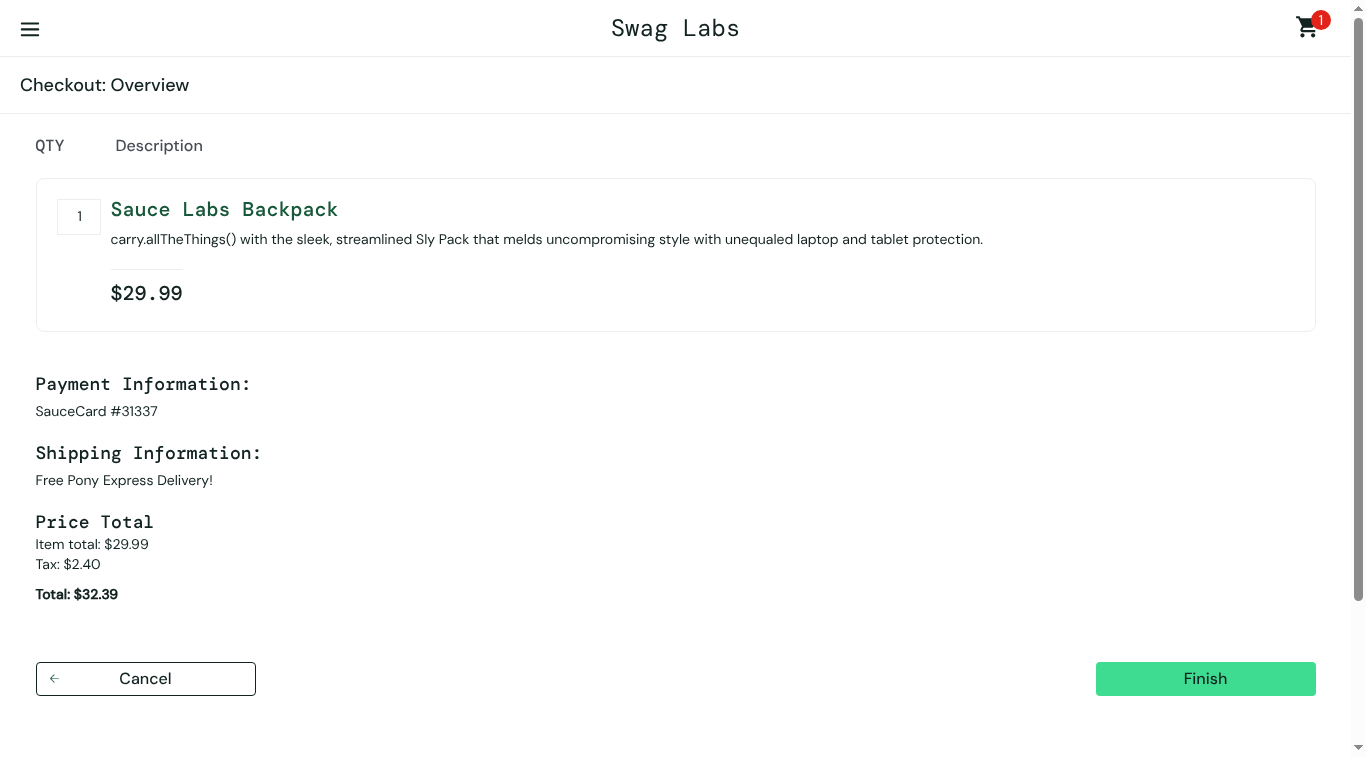 Swag Labs
1
Checkout: Overview
QTY Description
1
Sauce Labs Backpack
carry.allTheThings() with the sleek, streamlined Sly Pack that melds uncompromising style with unequaled laptop and tablet protection.
$29.99
Payment Information:
SauceCard #31337
Shipping Information:
Free Pony Express Delivery!
Price Total
Item total: $29.99
Tax: $2.40
Total: $32.39
Cancel
Finish